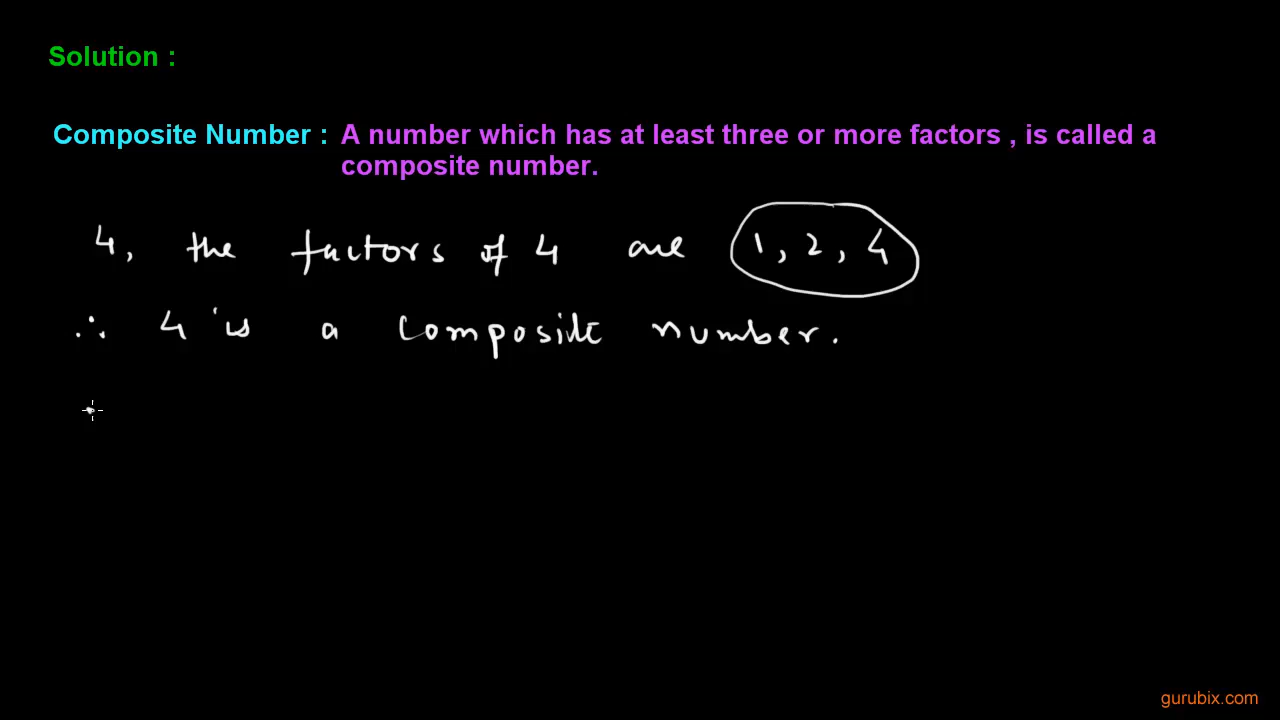 Solution :
Composite Number : A number which has at least three or more factors , is called a
composite number.
4, the factors of 4 are 1, 2, 4
∴ 4 is a composite number.
gurubix.com